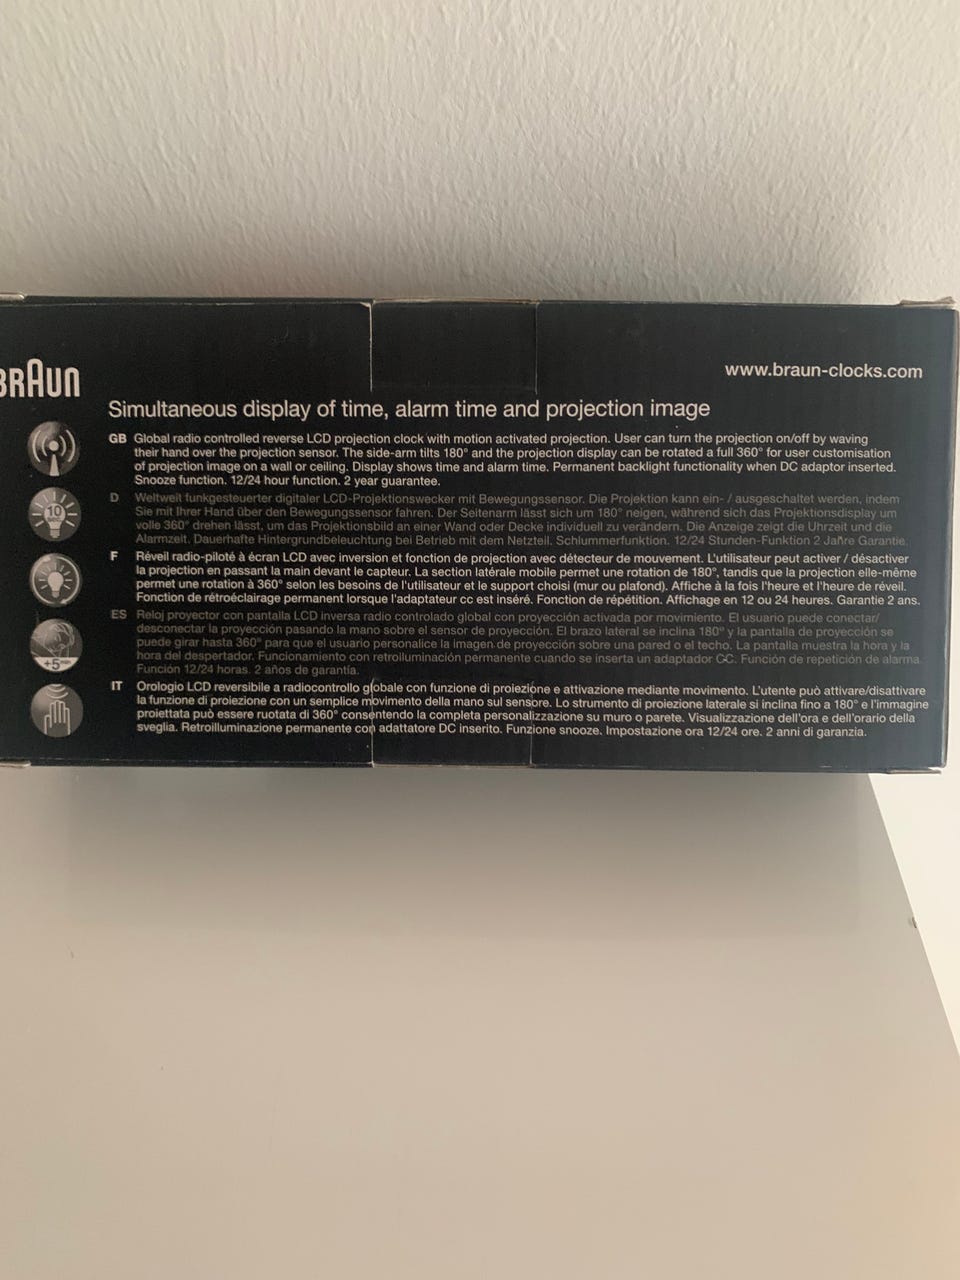 BRAUN
www.braun-clocks.com
Simultaneous display of time, alarm time and projection image
GB Global radio controlled reverse LCD projection clock with motion activated projection. User can turn the projection on/off by waving
their hand over the projection sensor. The side-arm tilts 180° and the projection display can be rotated a full 360° for user customisation
of projection image on a wall or ceiling. Display shows time and alarm time. Permanent backlight functionality when DC adaptor inserted.
Snooze function. 12/24 hour function. 2 year guarantee.
D Weltweit funkgesteuerter digitaler LCD-Projektionswecker mit Bewegungssensor. Die Projektion kann ein- / ausgeschaltet werden, indem
Sie mit Ihrer Hand über den Bewegungssensor fahren. Der Seitenarm lässt sich um 180° neigen, während sich das Projektionsdisplay um
volle 360° drehen lässt, um das Projektionsbild an einer Wand oder Decke individuell zu verändern. Die Anzeige zeigt die Uhrzeit und die
Alarmzeit. Dauerhafte Hintergrundbeleuchtung bei Betrieb mit dem Netzteil. Schlummerfunktion. 12/24 Stunden-Funktion 2 Jahre Garantie.
F Réveil radio-piloté à écran LCD avec inversion et fonction de projection avec détecteur de mouvement. L'utilisateur peut activer / désactiver
la projection en passant la main devant le capteur. La section latérale mobile permet une rotation de 180°, tandis que la projection elle-même
permet une rotation à 360° selon les besoins de l'utilisateur et le support choisi (mur ou plafond). Affiche à la fois l'heure et l'heure de réveil.
Fonction de rétroéclairage permanent lorsque l'adaptateur cc est inséré. Fonction de répétition. Affichage en 12 ou 24 heures. Garantie 2 ans.
ES Reloj proyector con pantalla LCD inversa radio controlado global con proyección activada por movimiento. El usuario puede conectar/
desconectar la proyección pasando la mano sobre el sensor de proyección. El brazo lateral se inclina 180° y la pantalla de proyección se
puede girar hasta 360° para que el usuario personalice la imagen de proyección sobre una pared o el techo. La pantalla muestra la hora y la
hora del despertador. Funcionamiento con retroiluminación permanente cuando se inserta un adaptador CC. Función de repetición de alarma.
Función 12/24 horas. 2 años de garantía.
IT Orologio LCD reversibile a radiocontrollo globale con funzione di proiezione e attivazione mediante movimento. L'utente può attivare/disattivare
la funzione di proiezione con un semplice movimento della mano sul sensore. Lo strumento di proiezione laterale si inclina fino a 180° e l'immagine
proiettata può essere ruotata di 360° consentendo la completa personalizzazione su muro o parete. Visualizzazione dell'ora e dell'orario della
sveglia. Retroilluminazione permanente con adattatore DC inserito. Funzione snooze. Impostazione ora 12/24 ore. 2 anni di garanzia.
10
+5min